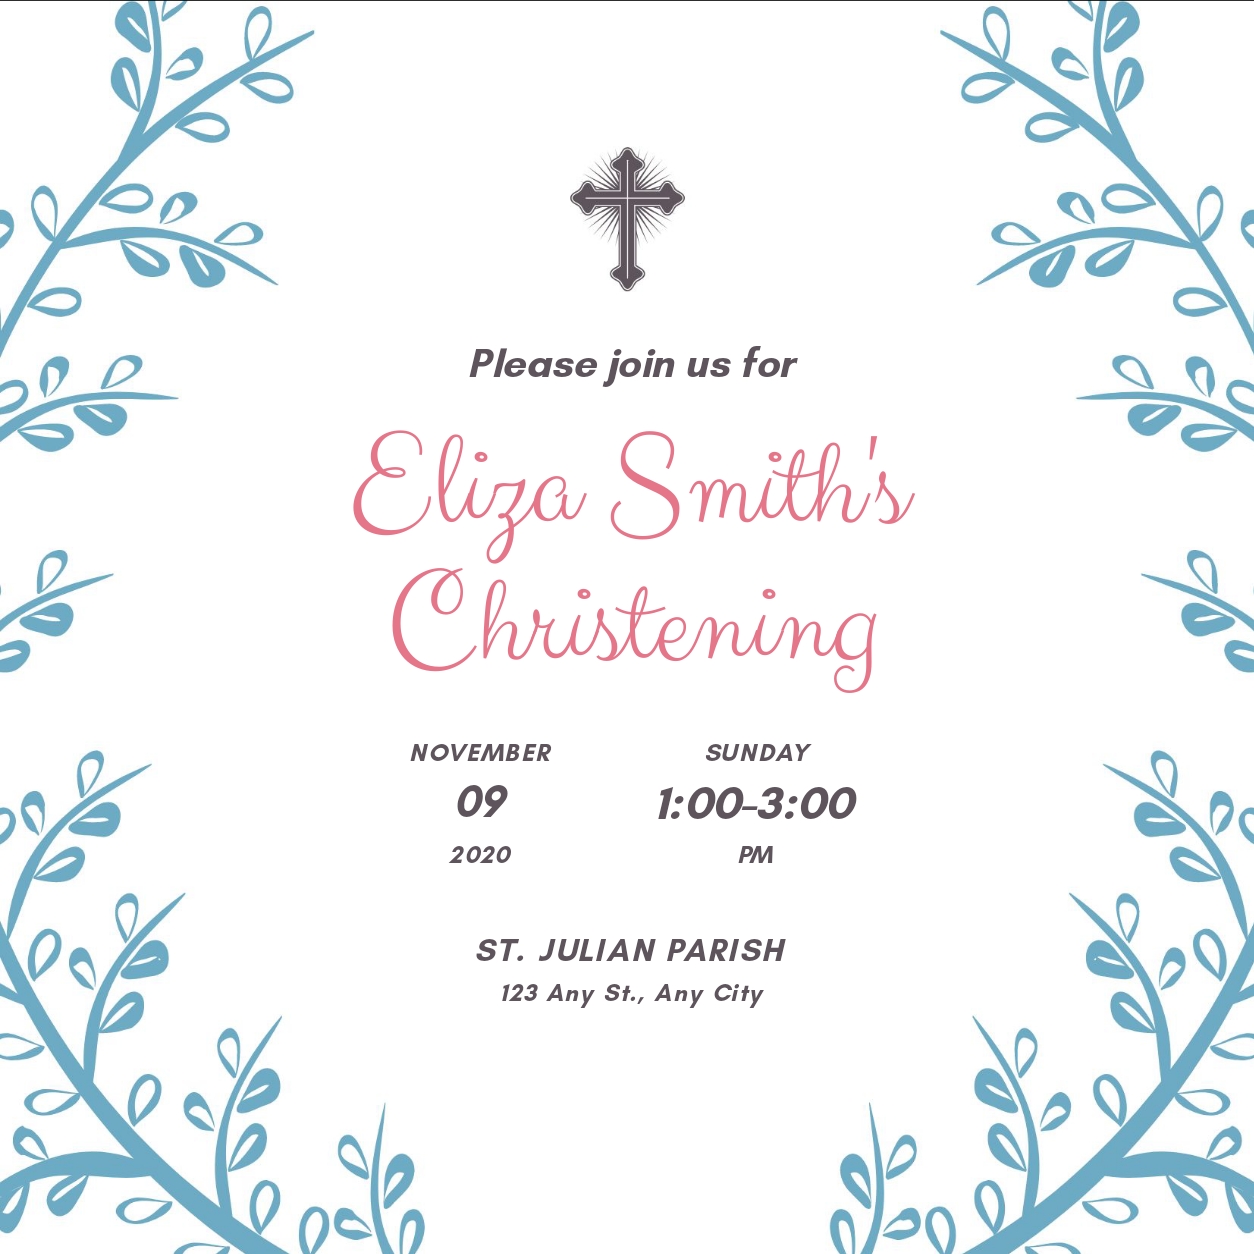 Please join us for
Eliza Smith's
Christening
NOVEMBER
09
2020
SUNDAY
1:00-3:00
PM
ST. JULIAN PARISH
123 Any St., Any City